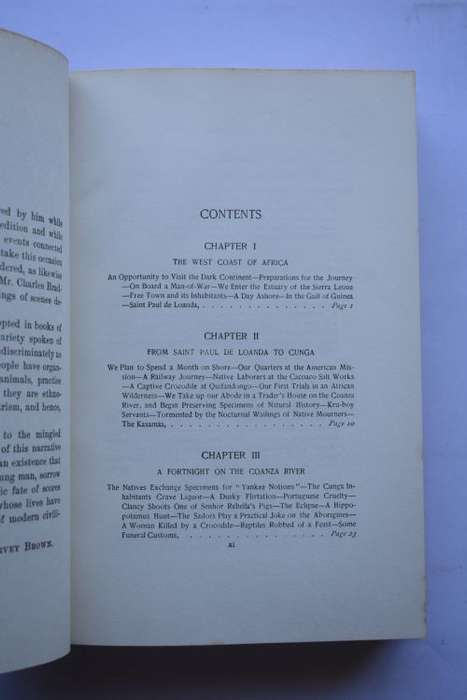 ved by him while
edition and while
events connected
take this occasion
dered, as likewise
Mr. Charles Brad-
ngs of scenes de-
pted in books of
variety spoken of
ndiscriminately as
eople have organ-
animals, practice
they are ethno-
trism, and hence,
to the mingled
of this narrative
an existence that
ung man, sorrow
ic fate of scores
whose lives have
of modern civili-
RVEY BROWN.
CONTENTS
CHAPTER I
THE WEST COAST OF AFRICA
An Opportunity to Visit the Dark Continent—Preparations for the Journey
—On Board a Man-of-War—We Enter the Estuary of the Sierra Leone
—Free Town and its Inhabitants—A Day Ashore—In the Gulf of Guinea
—Saint Paul de Loanda, . . . . . . . . . . . . Page 1
CHAPTER II
FROM SAINT PAUL DE LOANDA TO CUNGA
We Plan to Spend a Month on Shore—Our Quarters at the American Mis-
sion—A Railway Journey—Native Laborers at the Cacuaco Salt Works
—A Captive Crocodile at Quifandongo—Our First Trials in an African
Wilderness—We Take up our Abode in a Trader's House on the Coanza
River, and Begin Preserving Specimens of Natural History—Kru-boy
Servants—Tormented by the Nocturnal Wailings of Native Mourners—
The Kasamas, . . . . . . . . . . . . . . Page 10
CHAPTER III
A FORTNIGHT ON THE COANZA RIVER
The Natives Exchange Specimens for "Yankee Notions"—The Cunga In-
habitants Crave Liquor—A Dusky Flirtation—Portuguese Cruelty—
Clancy Shoots One of Senhor Rebella's Pigs—The Eclipse—A Hippo-
potamus Hunt—The Sailors Play a Practical Joke on the Aborigines—
A Woman Killed by a Crocodile—Reptiles Robbed of a Feast—Some
Funeral Customs, . . . . . . . . . . . . . Page 23
xi